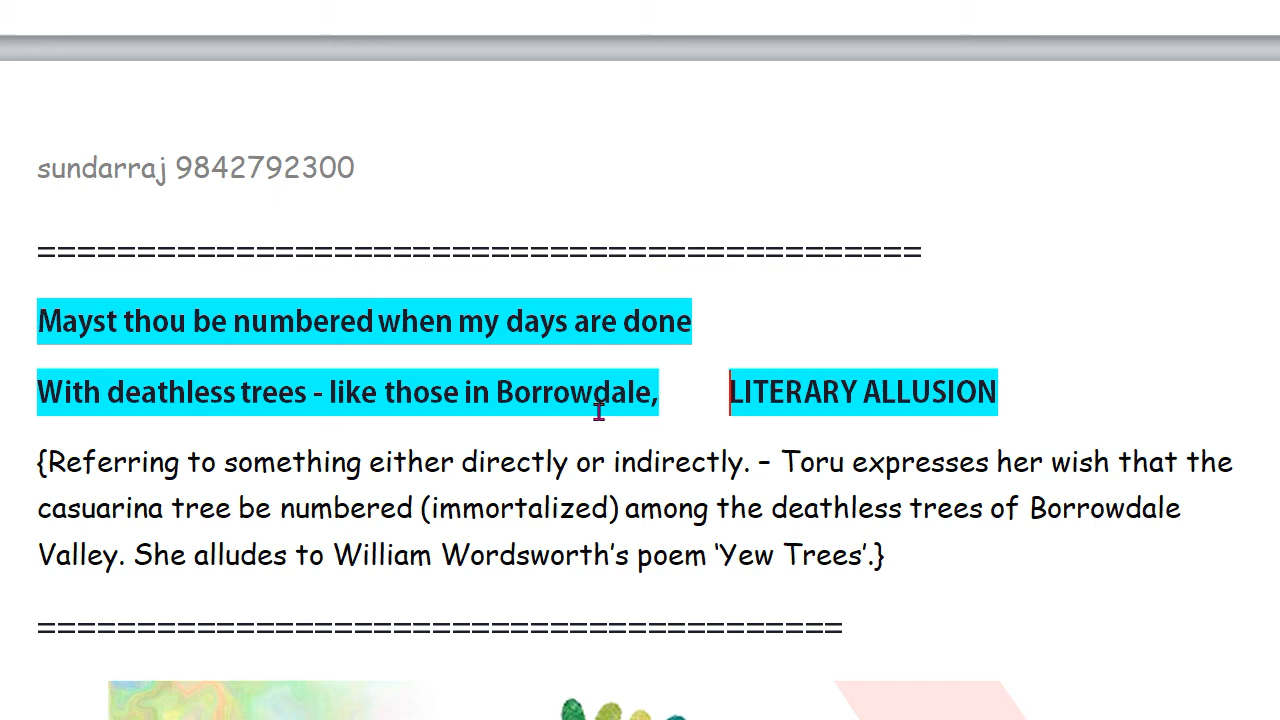 sundarraj 9842792300
=============================================
Mayst thou be numbered when my days are done
With deathless trees - like those in Borrowdale, LITERARY ALLUSION
{Referring to something either directly or indirectly. – Toru expresses her wish that the
casuarina tree be numbered (immortalized) among the deathless trees of Borrowdale
Valley. She alludes to William Wordsworth’s poem ‘Yew Trees’.}
=========================================